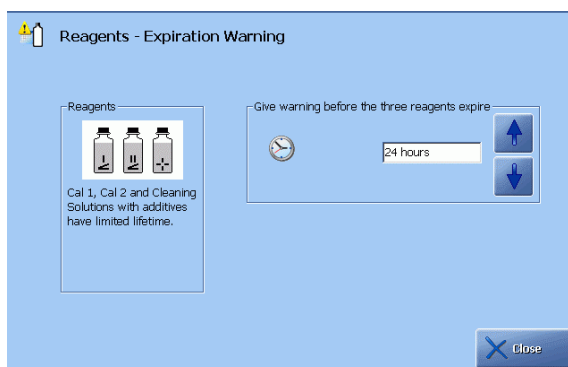 Reagents - Expiration Warning
Reagents
I II
Cal 1, Cal 2 and Cleaning
Solutions with additives
have limited lifetime.
Give warning before the three reagents expire
24 hours
Close